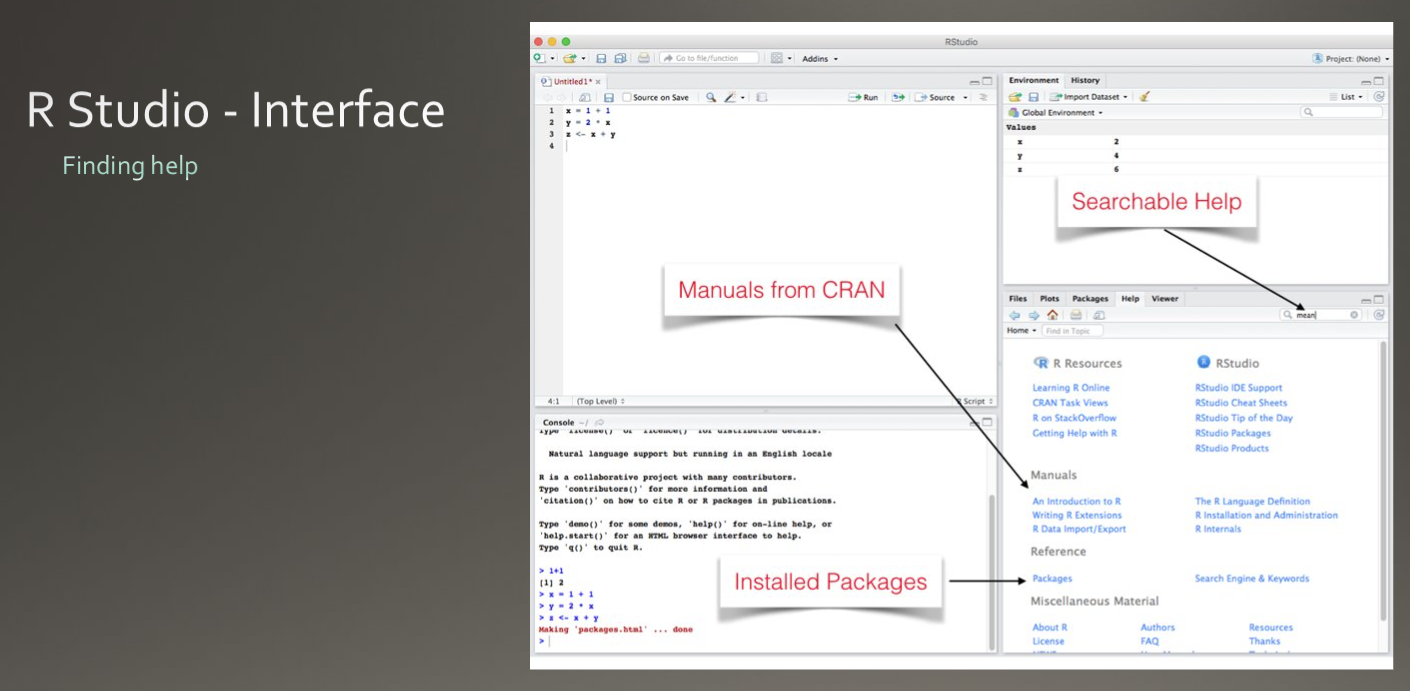 R Studio - Interface
Finding help
RStudio
Go to file/function
Addins
Project: (None)
Untitled1*
Source on Save
Run
Source
1 x = 1 + 1
2 y = 2 * x
3 z <- x + y
4
Manuals from CRAN
4:1 (Top Level)
R Script
Console ~/
Type 'license()' or 'licence()' for distribution details.
Natural language support but running in an English locale
R is a collaborative project with many contributors.
Type 'contributors()' for more information and
'citation()' on how to cite R or R packages in publications.
Type 'demo()' for some demos, 'help()' for on-line help, or
'help.start()' for an HTML browser interface to help.
Type 'q()' to quit R.
> 1+1
[1] 2
> x = 1 + 1
> y = 2 * x
> z <- x + y
Making 'packages.html' ... done
>
Installed Packages
Environment History
Import Dataset
List
Global Environment
Values
x 2
y 4
z 6
Searchable Help
Files Plots Packages Help Viewer
mean
Home Find in Topic
R R Resources
Learning R Online
CRAN Task Views
R on StackOverflow
Getting Help with R
R RStudio
RStudio IDE Support
RStudio Cheat Sheets
RStudio Tip of the Day
RStudio Packages
RStudio Products
Manuals
An Introduction to R The R Language Definition
Writing R Extensions R Installation and Administration
R Data Import/Export R Internals
Reference
Packages Search Engine & Keywords
Miscellaneous Material
About R Authors Resources
License FAQ Thanks